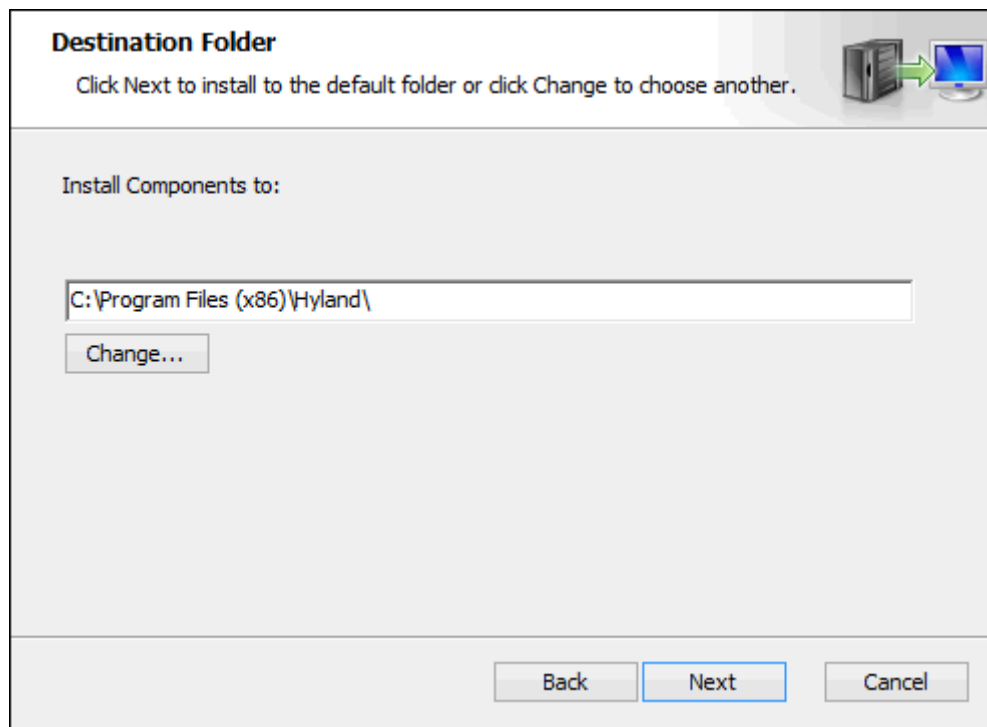 Destination Folder
Click Next to install to the default folder or click Change to choose another.
Install Components to:
C:\Program Files (x86)\Hyland\
Change...
Back Next Cancel